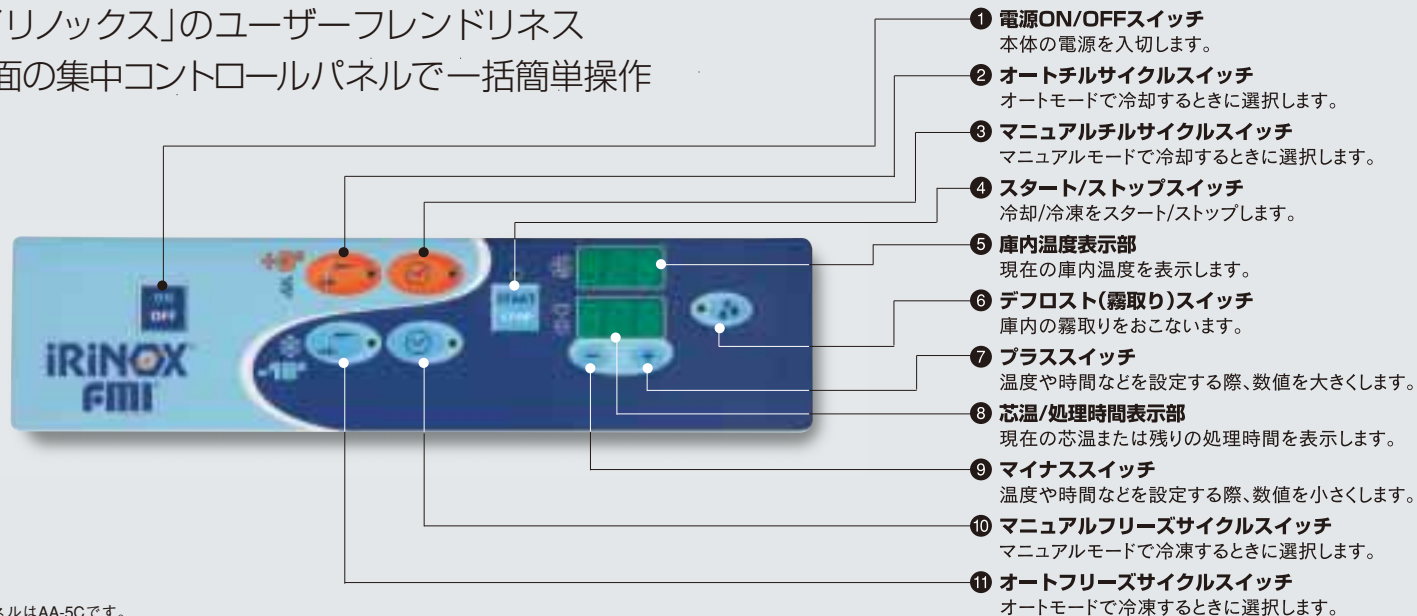 イリノックス」のユーザーフレンドリネス
面の集中コントロールパネルで一括簡単操作
❶ 電源ON/OFFスイッチ
本体の電源を入切します。
❷ オートチルサイクルスイッチ
オートモードで冷却するときに選択します。
❸ マニュアルチルサイクルスイッチ
マニュアルモードで冷却するときに選択します。
❹ スタート/ストップスイッチ
冷却/冷凍をスタート/ストップします。
❺ 庫内温度表示部
現在の庫内温度を表示します。
❻ デフロスト(霧取り)スイッチ
庫内の霧取りをおこないます。
❼ プラススイッチ
温度や時間などを設定する際、数値を大きくします。
❽ 芯温/処理時間表示部
現在の芯温または残りの処理時間を表示します。
❾ マイナススイッチ
温度や時間などを設定する際、数値を小さくします。
❿ マニュアルフリーズサイクルスイッチ
マニュアルモードで冷凍するときに選択します。
⓫ オートフリーズサイクルスイッチ
オートモードで冷凍するときに選択します。
ON
OFF
START
STOP
iRiNOX
FMI
ネルはAA-5Cです。